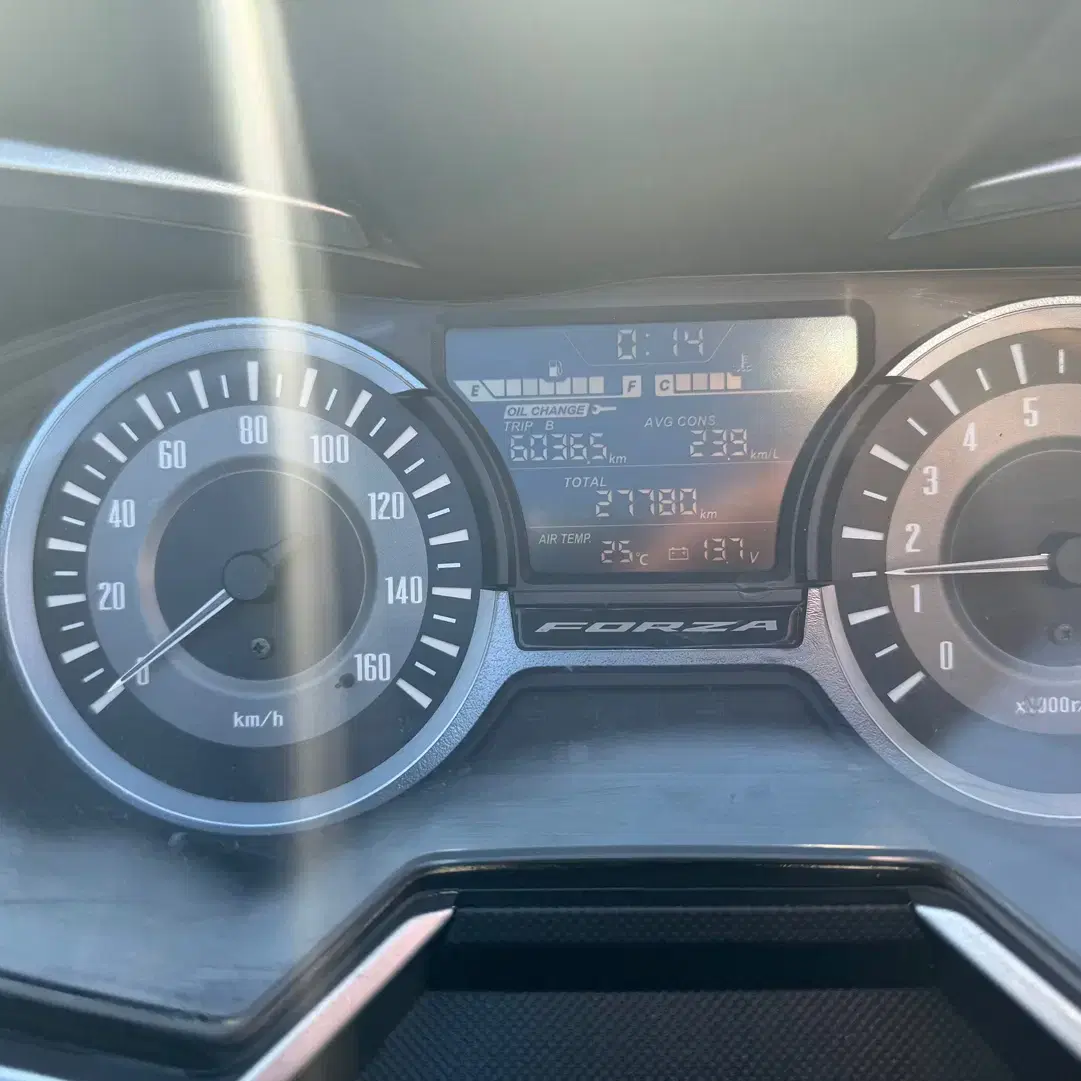 0:14
E F C
OIL CHANGE
TRIP B AVG CONS
6036.5 km 23.9 km/L
TOTAL
27780 km
AIR TEMP. 25 °C 13.7 V
FORZA
0 20 40 60 80 100 120 140 160
km/h
0 1 2 3 4 5